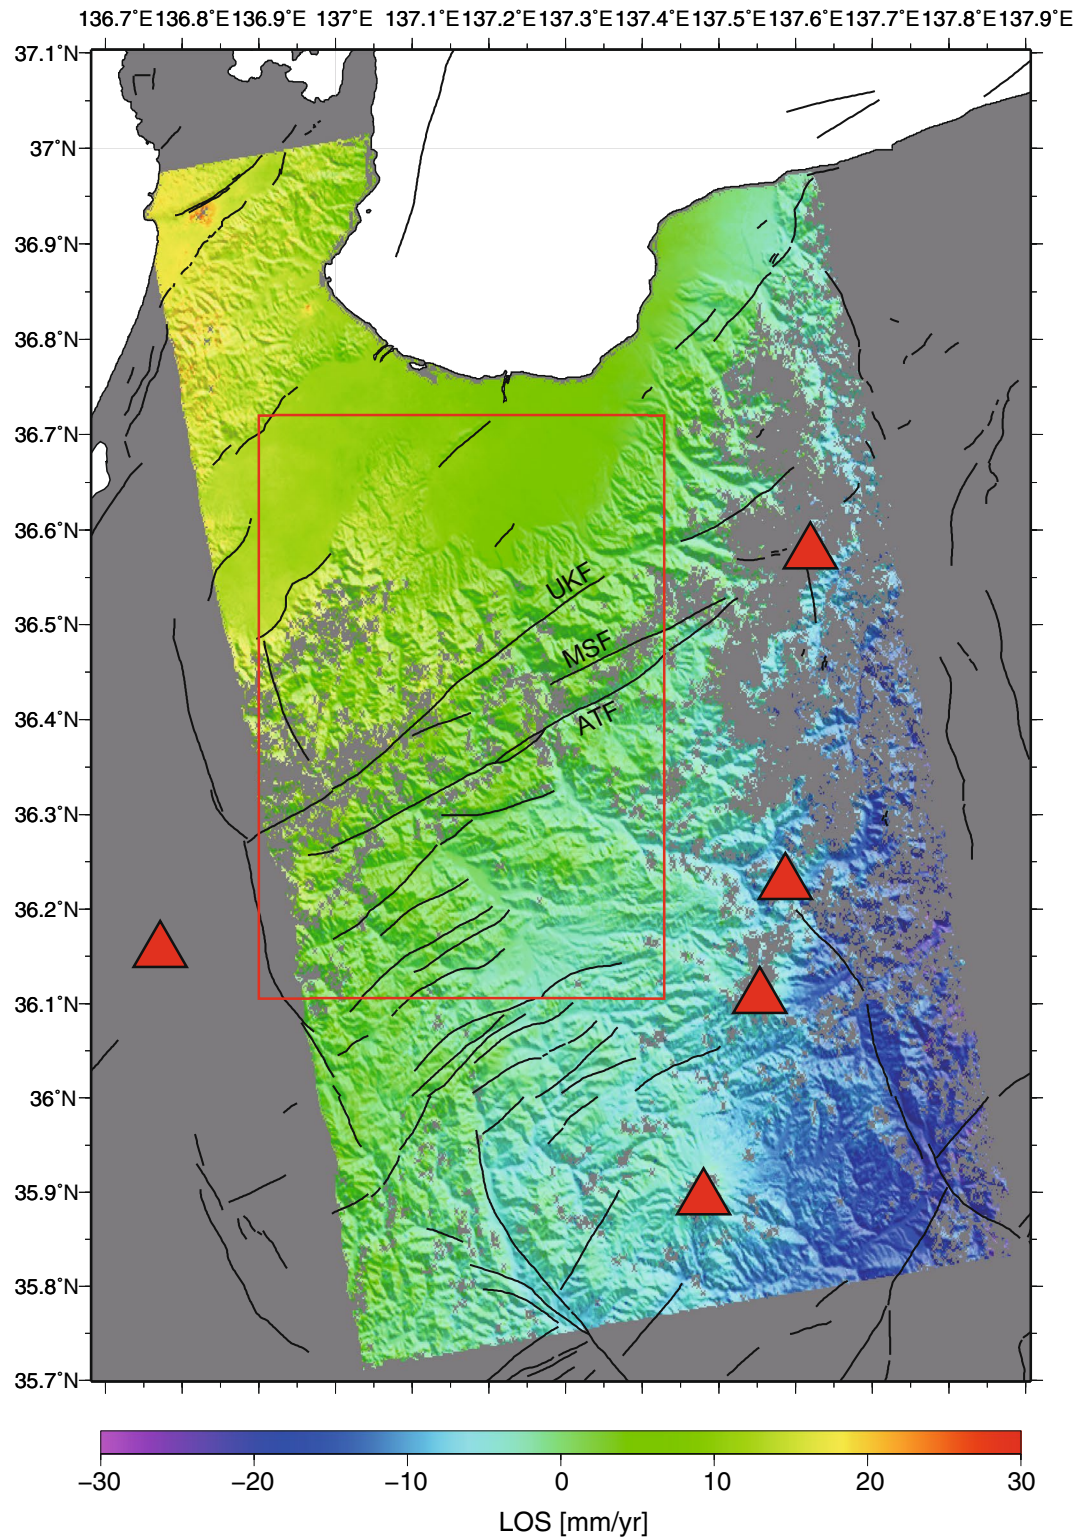 136.7˚E 136.8˚E 136.9˚E 137˚E 137.1˚E 137.2˚E 137.3˚E 137.4˚E 137.5˚E 137.6˚E 137.7˚E 137.8˚E 137.9˚E
37.1˚N
37˚N
36.9˚N
36.8˚N
36.7˚N
36.6˚N
UKF
36.5˚N
MSF
36.4˚N
ATF
36.3˚N
36.2˚N
36.1˚N
36˚N
35.9˚N
35.8˚N
35.7˚N
−30 −20 −10 0 10 20 30
LOS [mm/yr]